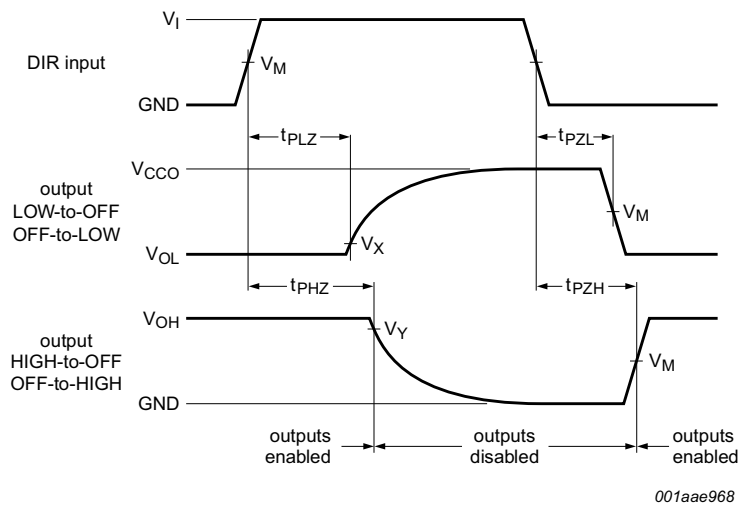 VI
DIR input
VM
GND
tPLZ
tPZL
VCCO
output
LOW-to-OFF
OFF-to-LOW
VM
VX
VOL
tPHZ
tPZH
VOH
VY
output
HIGH-to-OFF
OFF-to-HIGH
VM
GND
outputs
enabled
outputs
disabled
outputs
enabled
001aae968